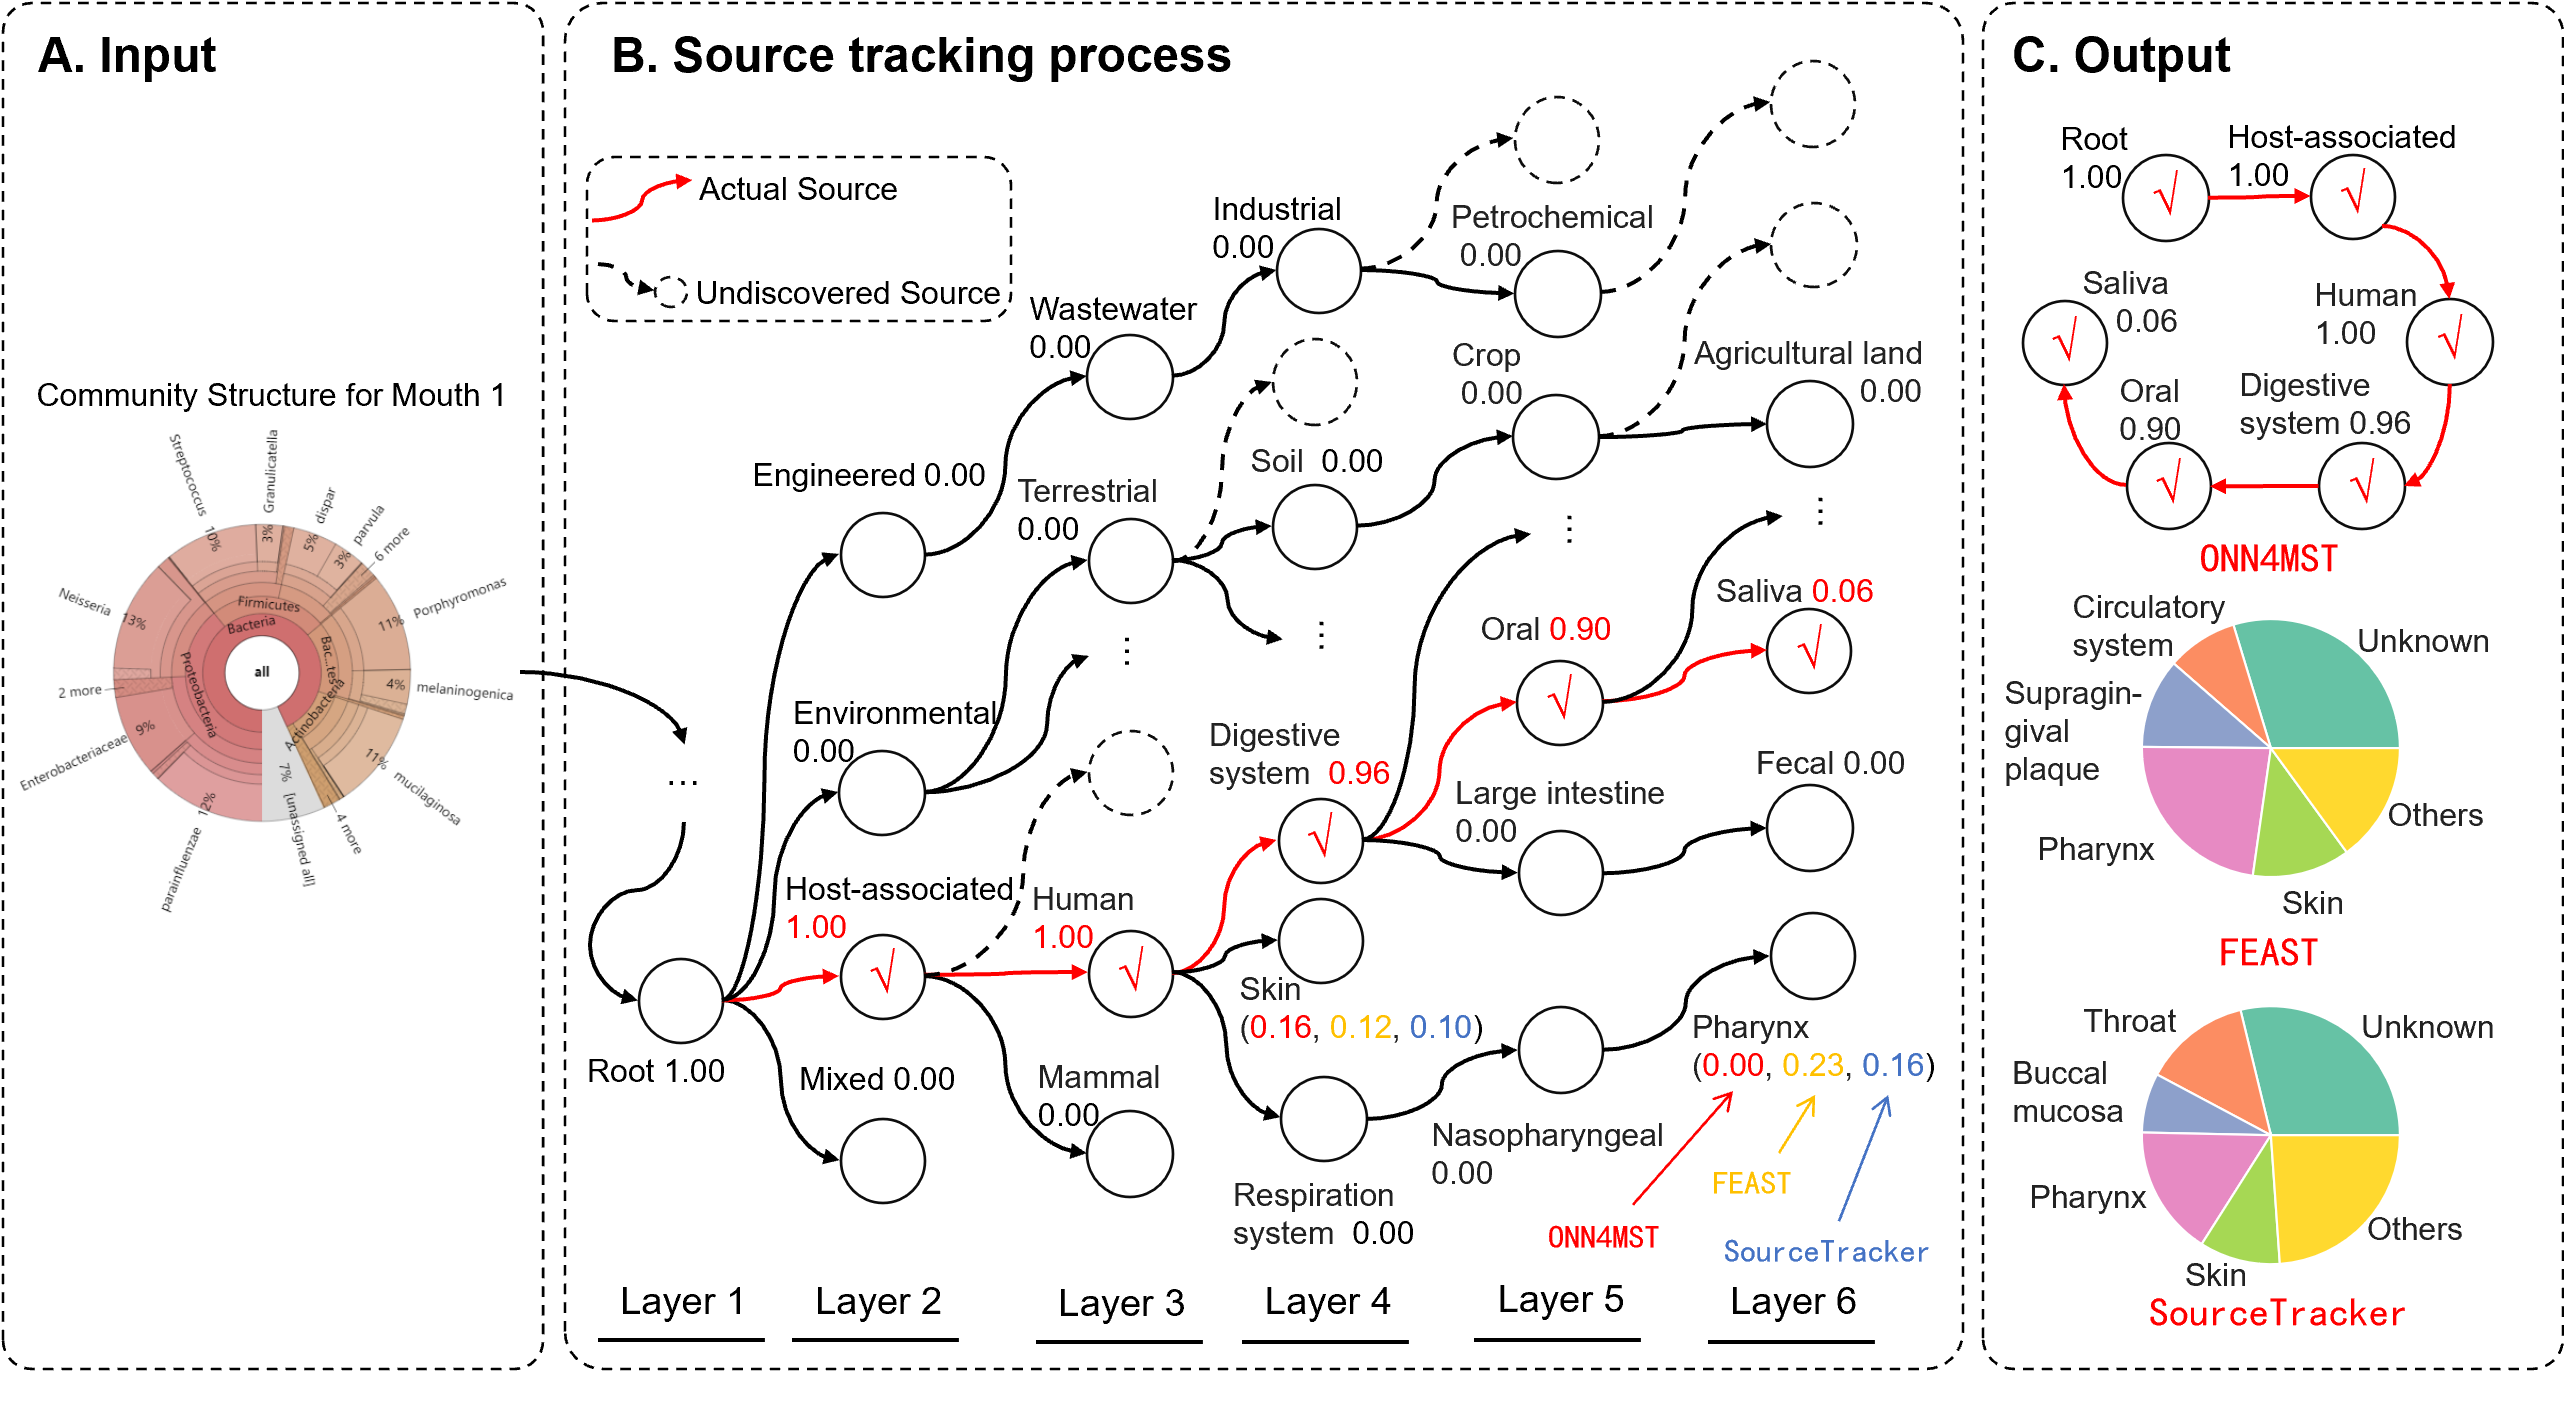 A. Input
Community Structure for Mouth 1
Streptococcus
10%
Granulicatella
3%
dispar
5%
parvula
3%
6 more
Porphyromonas
11%
4%
melaninogenica
11%
mucilaginosa
4 more
[unassigned all]
7%
parainfluenzae
12%
Enterobacteriaceae
9%
2 more
Neisseria
13%
Firmicutes
Bacteria
Bac...tes
Proteobacteria
Actinobacteria
all
B. Source tracking process
Actual Source
Undiscovered Source
...
Root 1.00
Engineered 0.00
Environmental
0.00
Host-associated
1.00
√
Mixed 0.00
Wastewater
0.00
Terrestrial
0.00
...
Human
1.00
√
Mammal
0.00
Industrial
0.00
Soil 0.00
...
Digestive
system 0.96
√
Skin
(0.16, 0.12, 0.10)
Respiration
system 0.00
Petrochemical
0.00
Crop
0.00
...
Oral 0.90
√
Large intestine
0.00
Nasopharyngeal
0.00
Agricultural land
0.00
...
Saliva 0.06
√
Fecal 0.00
Pharynx
(0.00, 0.23, 0.16)
FEAST
ONN4MST
SourceTracker
Layer 1
Layer 2
Layer 3
Layer 4
Layer 5
Layer 6
C. Output
Root
1.00
√
Host-associated
1.00
√
Human
1.00
√
Digestive
system 0.96
√
Oral
0.90
√
Saliva
0.06
√
ONN4MST
Circulatory
system
Unknown
Supragin-
gival
plaque
Others
Pharynx
Skin
FEAST
Throat
Unknown
Buccal
mucosa
Pharynx
Others
Skin
SourceTracker